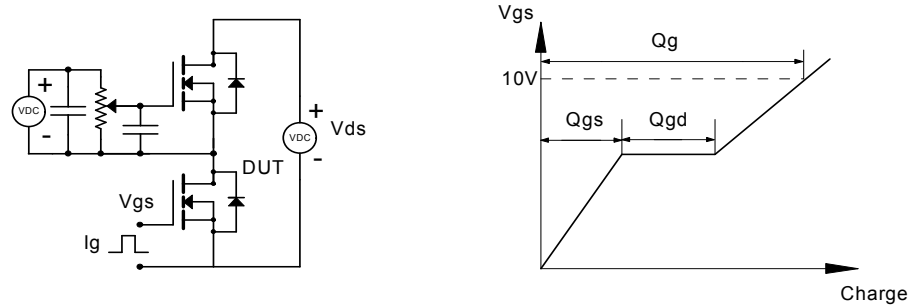 +
VDC
-
+
VDC
-
Vds
DUT
Vgs
Ig
Vgs
Qg
10V
Qgs
Qgd
Charge